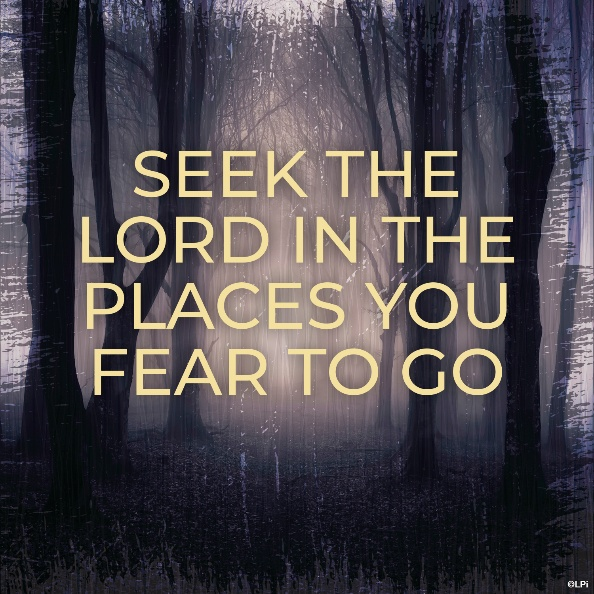 SEEK THE
LORD IN THE
PLACES YOU
FEAR TO GO
©LPi